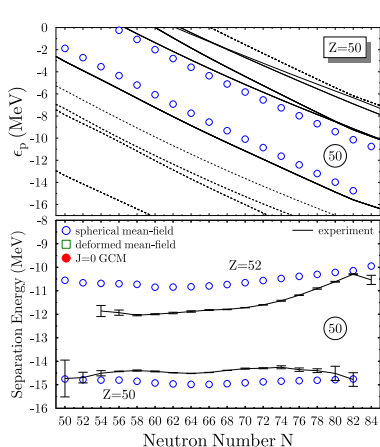 0
-2
-4
-6
-8
-10
-12
-14
-16
ϵp (MeV)
Z=50
50
-8
-10
-11
-12
-13
-14
-15
-16
Separation Energy (MeV)
spherical mean-field
deformed mean-field
J=0 GCM
experiment
Z=52
50
Z=50
50 52 54 56 58 60 62 64 66 68 70 72 74 76 78 80 82 84
Neutron Number N